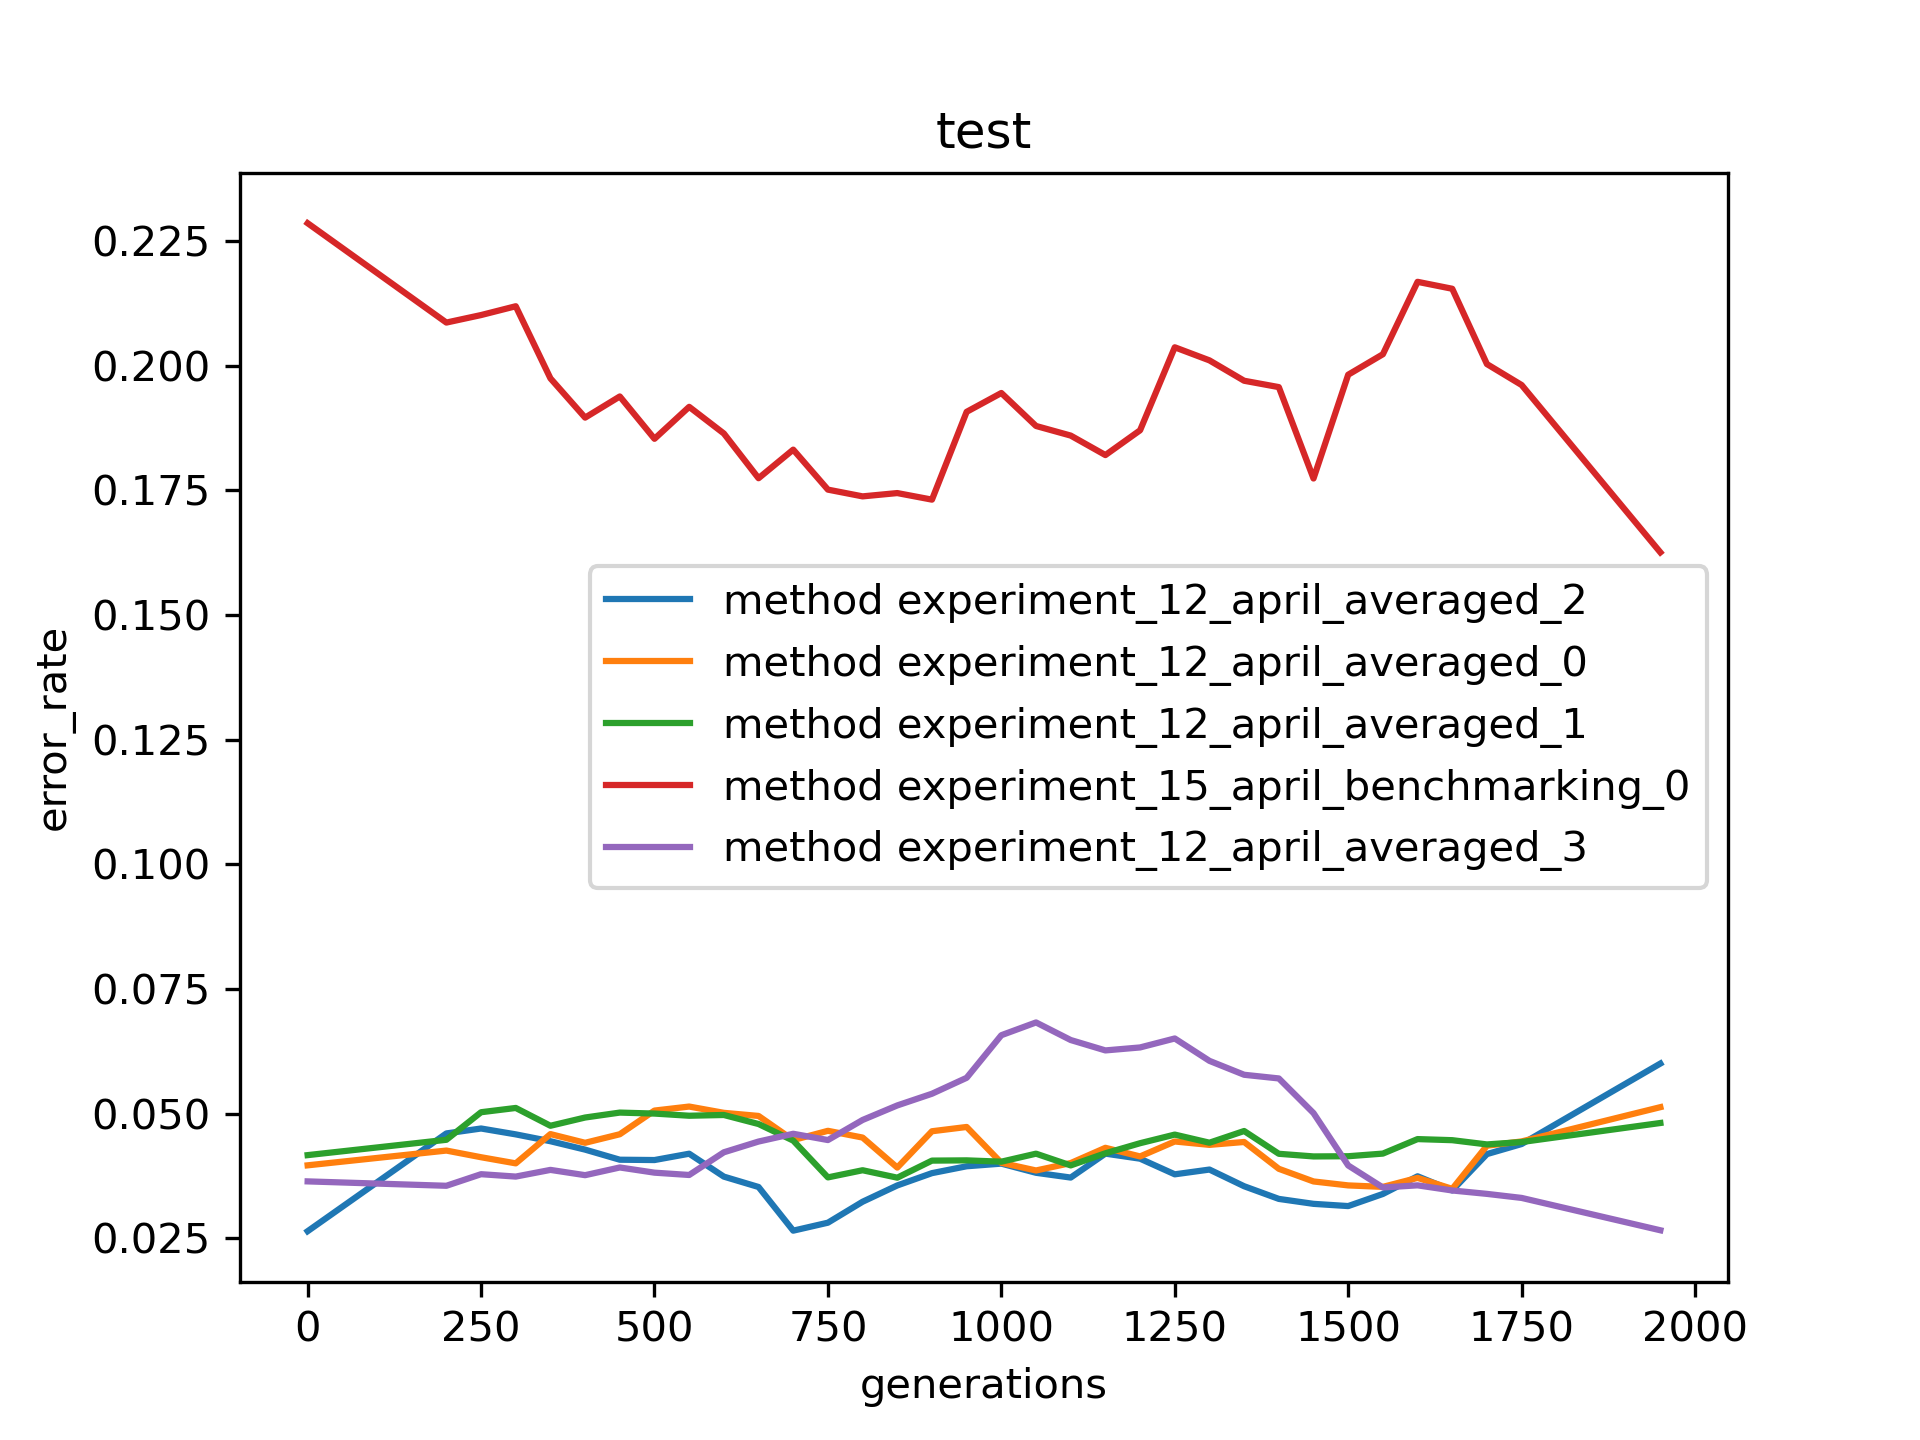 test
0.225
0.200
0.175
0.150
0.125
0.100
0.075
0.050
0.025
error_rate
method experiment_12_april_averaged_2
method experiment_12_april_averaged_0
method experiment_12_april_averaged_1
method experiment_15_april_benchmarking_0
method experiment_12_april_averaged_3
0 250 500 750 1000 1250 1500 1750 2000
generations